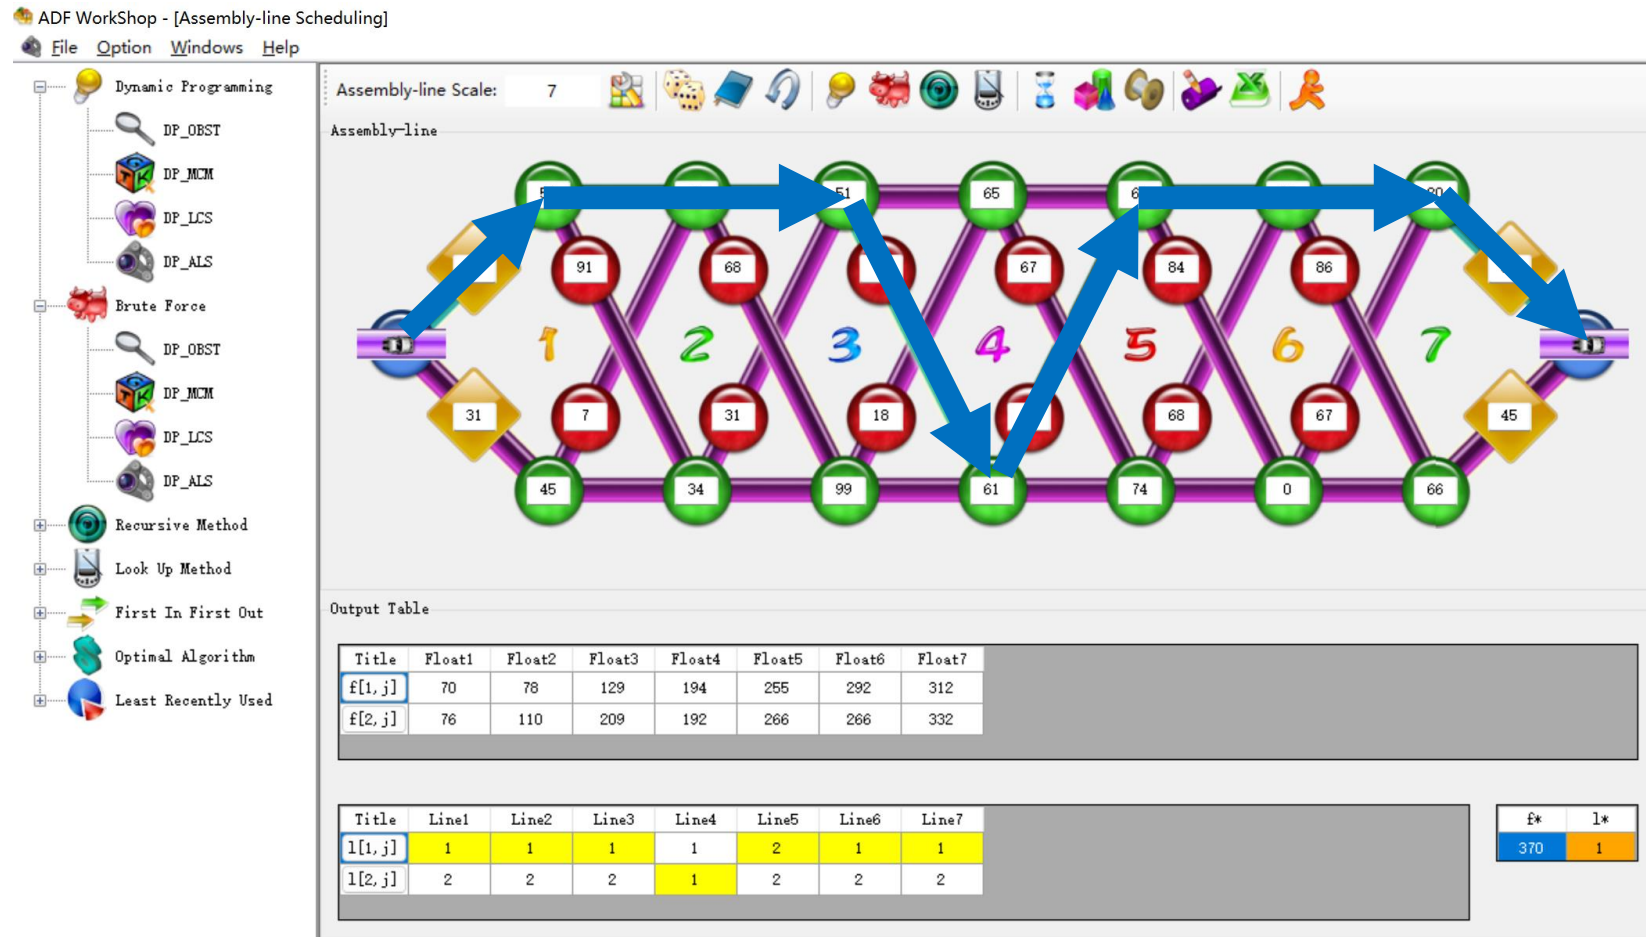 ADF WorkShop - [Assembly-line Scheduling]
File Option Windows Help
Dynamic Programming
DP_OBST
DP_MCM
DP_LCS
DP_ALS
Brute Force
DP_OBST
DP_MCM
DP_LCS
DP_ALS
Recursive Method
Look Up Method
First In First Out
Optimal Algorithm
Least Recently Used
Assembly-line Scale: 7
Assembly-line
51 65
91 68 67 84 86
1 2 3 4 5 6 7
31 7 31 18 68 67 45
45 34 99 61 74 0 66
Output Table
Title Float1 Float2 Float3 Float4 Float5 Float6 Float7
f[1,j] 70 78 129 194 255 292 312
f[2,j] 76 110 209 192 266 266 332
Title Line1 Line2 Line3 Line4 Line5 Line6 Line7
l[1,j] 1 1 1 1 2 1 1
l[2,j] 2 2 2 1 2 2 2
f* l*
370 1